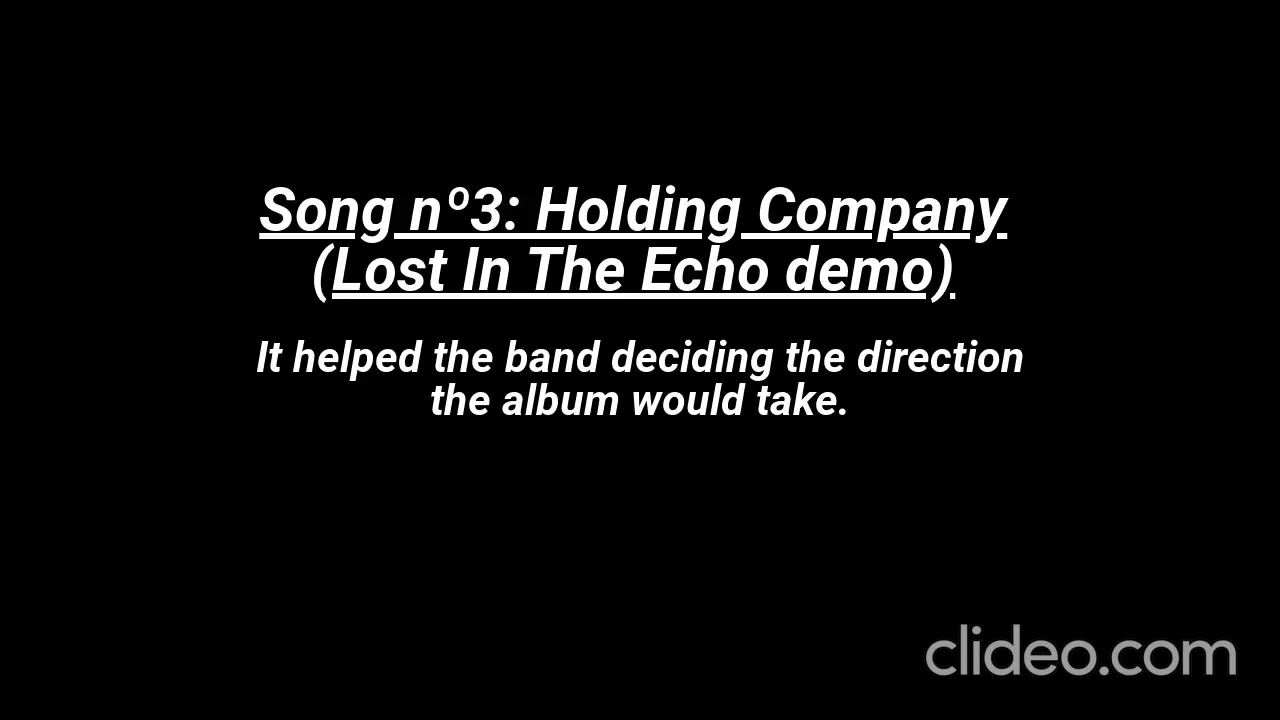 Song nº3: Holding Company
(Lost In The Echo demo)
It helped the band deciding the direction
the album would take.
clideo.com